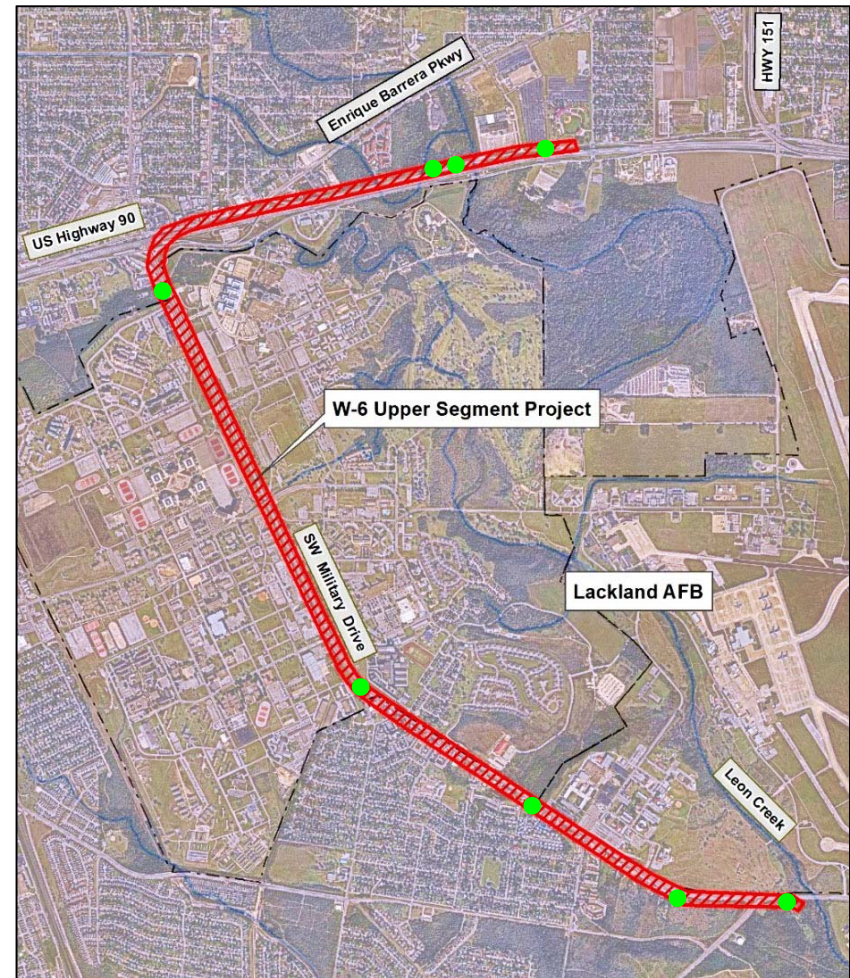 HWY 151
Enrique Barrera Pkwy
US Highway 90
W-6 Upper Segment Project
SW Military Drive
Lackland AFB
Leon Creek